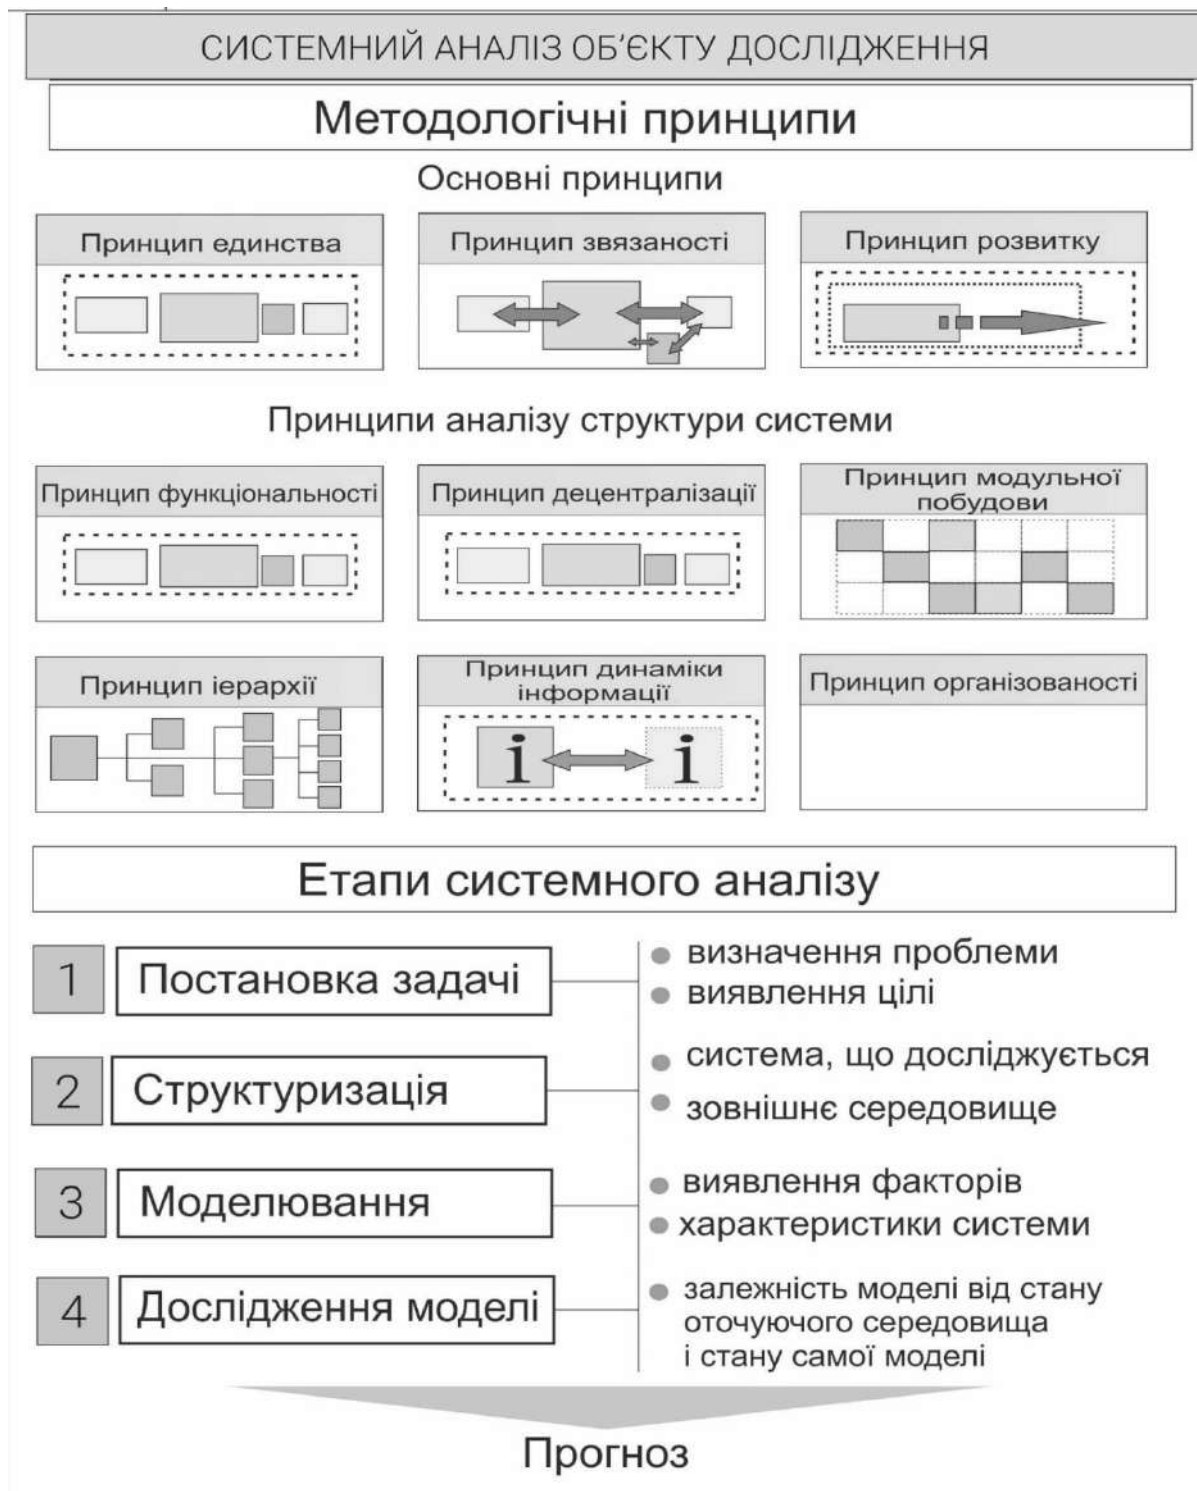 СИСТЕМНИЙ АНАЛІЗ ОБ'ЄКТУ ДОСЛІДЖЕННЯ
Методологічні принципи
Основні принципи
Принцип единства
Принцип звязаності
Принцип розвитку
Принципи аналізу структури системи
Принцип функціональності
Принцип децентралізації
Принцип модульної
побудови
Принцип ієрархії
Принцип динаміки
інформації
i
i
Принцип організованості
Етапи системного аналізу
1 Постановка задачі
визначення проблеми
виявлення цілі
2 Структуризація
система, що досліджується
зовнішнє середовище
3 Моделювання
виявлення факторів
характеристики системи
4 Дослідження моделі
залежність моделі від стану
оточуючого середовища
і стану самої моделі
Прогноз